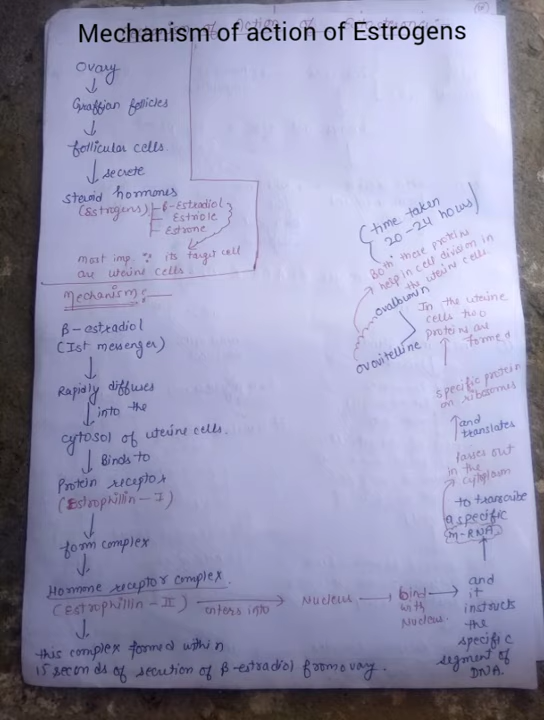 Mechanism of action of Estrogens
Ovary
Graffian follicles
follicular cells
secrete
Steroid hormones
(Estrogens)
β-Estradiol
Estriole
Estrone
most imp. ∵ its target cell
are uterine cells
Mechanism:
β-estradiol
(Ist messenger)
Rapidly diffuses
into the
cytosol of uterine cells.
Binds to
Protein receptor
(Estrophillin-I)
form complex
Hormone receptor complex.
(Estrophillin-II)
enters into
Nucleus
bind
with
Nucleus.
and
it
instructs
the
specific
segment of
DNA.
this complex formed within
15 seconds of secution of β-estradiol from ovary.
to transcribe
a specific
m-RNA
Passes out
in the
cytoplasm
and
translates
specific protein
on ribosomes
In the uterine
cells two
proteins are
formed
ovalbumin
ovovitelline
Both these proteins
help in cell division in
the uterine cells
(time taken
20-24 hours)